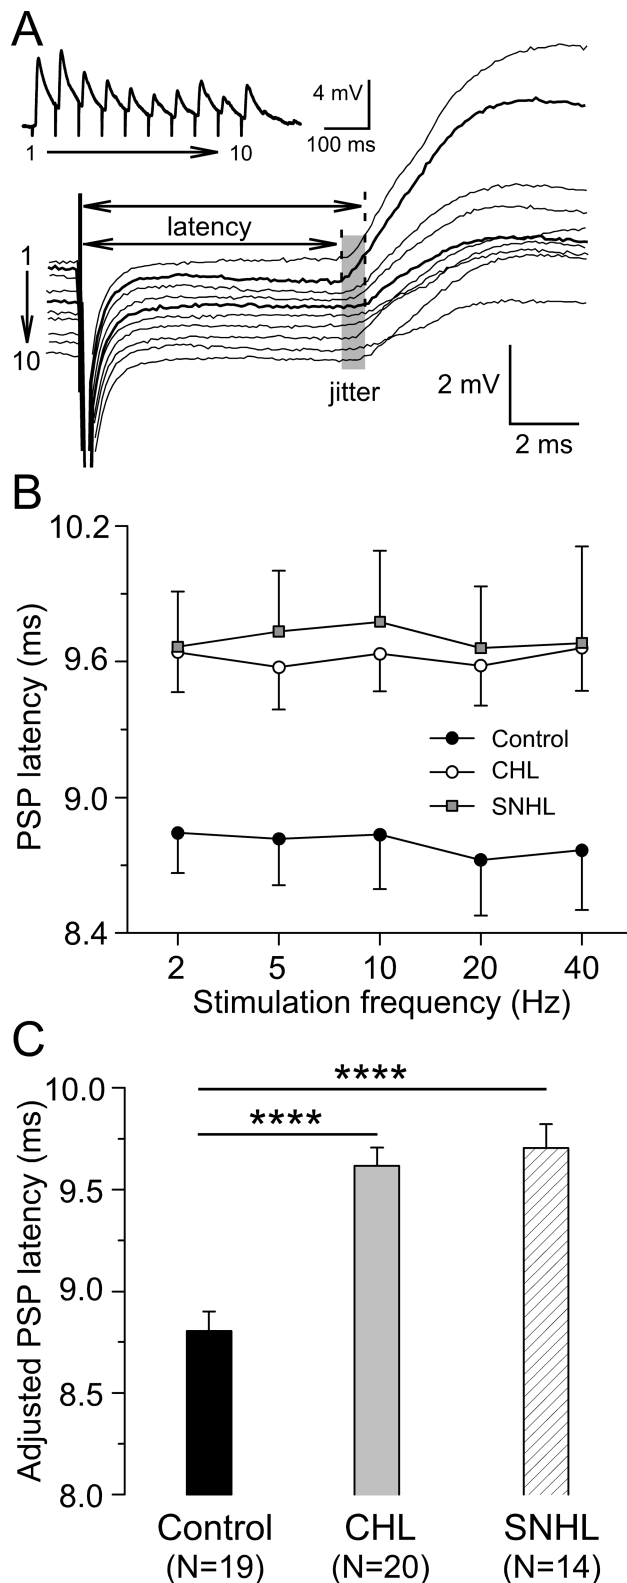 A
4 mV
100 ms
1
10
latency
1
10
jitter
2 mV
2 ms
B
10.2
9.6
9.0
8.4
PSP latency (ms)
Control
CHL
SNHL
2 5 10 20 40
Stimulation frequency (Hz)
C
10.0
9.5
9.0
8.5
8.0
Adjusted PSP latency (ms)
****
****
Control CHL SNHL
(N=19) (N=20) (N=14)